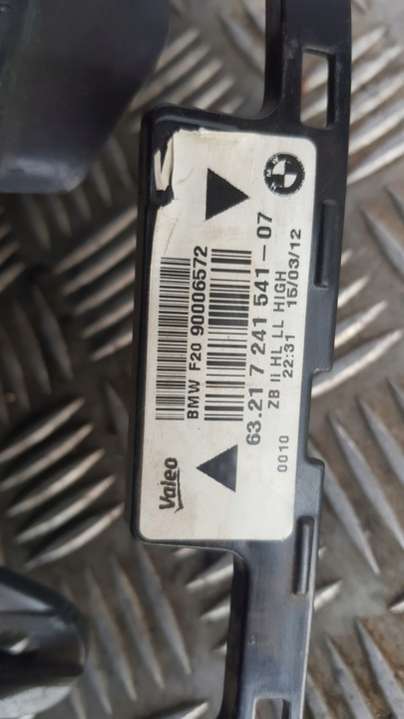 Valeo
BMW F20 90006572
63.21 7 241 541-07
ZB II HL LL HIGH
22:31 15/03/12
0010
BMW